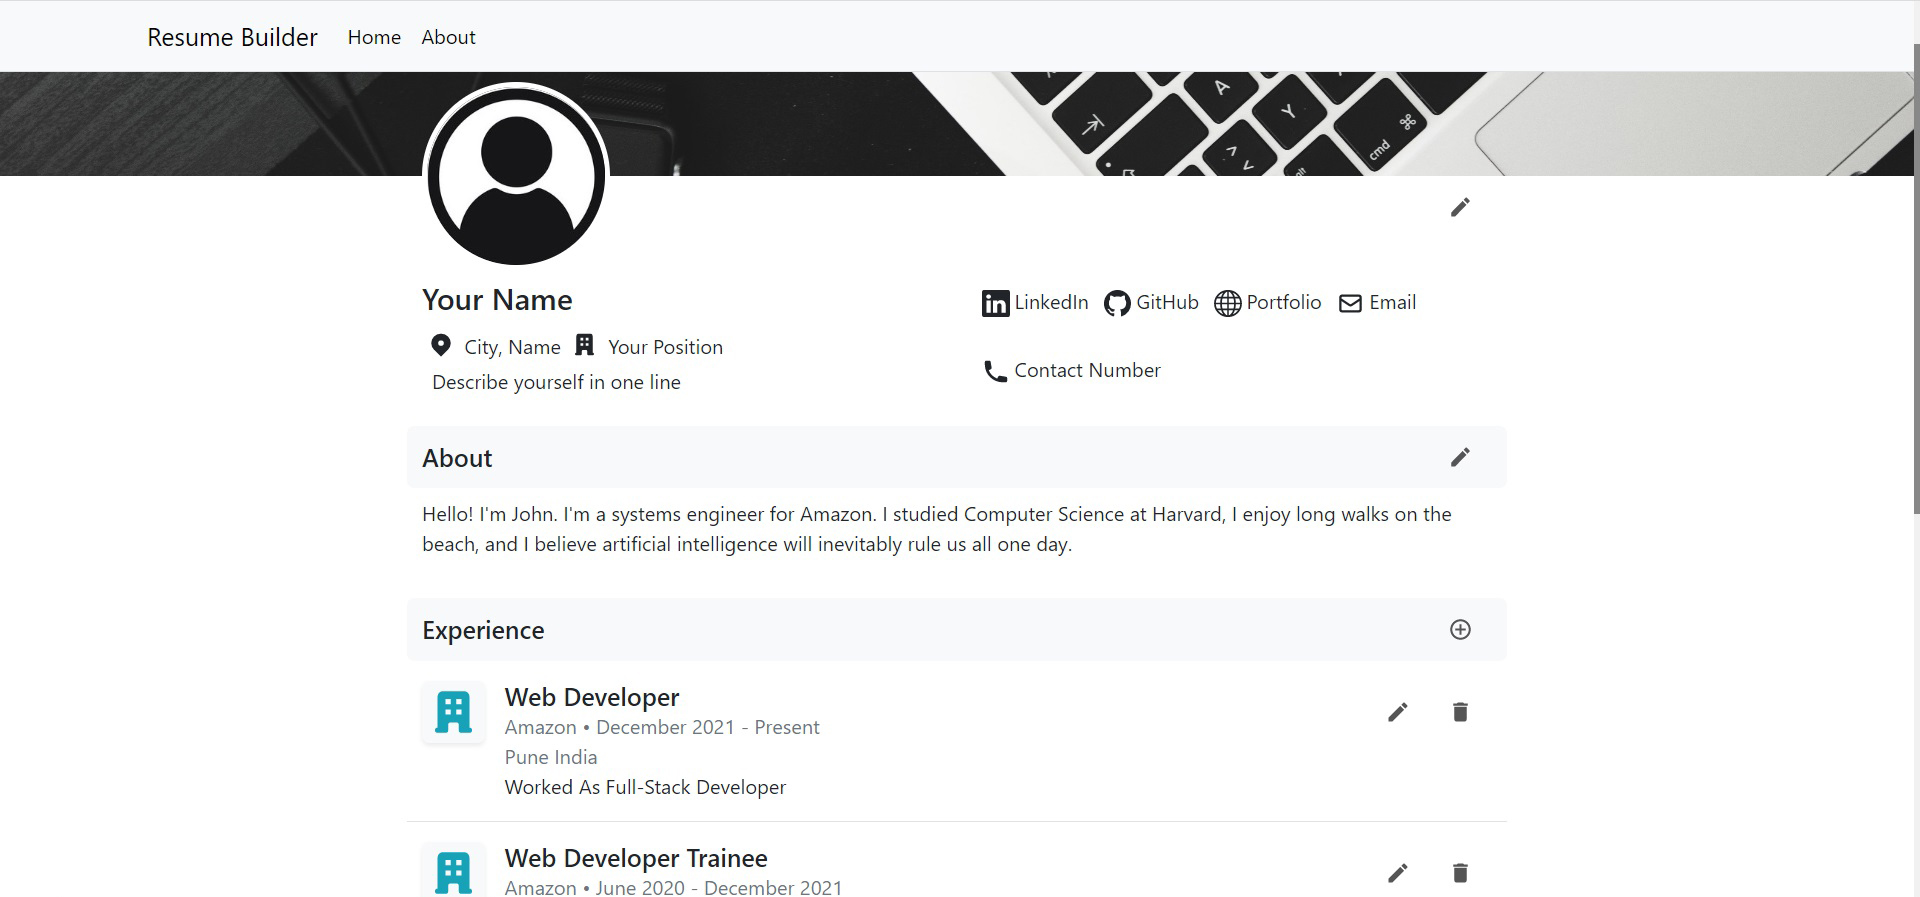 Resume Builder Home About
A
Y
cmd
Your Name
LinkedIn GitHub Portfolio Email
City, Name Your Position
Contact Number
Describe yourself in one line
About
Hello! I'm John. I'm a systems engineer for Amazon. I studied Computer Science at Harvard, I enjoy long walks on the
beach, and I believe artificial intelligence will inevitably rule us all one day.
Experience
Web Developer
Amazon • December 2021 - Present
Pune India
Worked As Full-Stack Developer
Web Developer Trainee
Amazon • June 2020 - December 2021